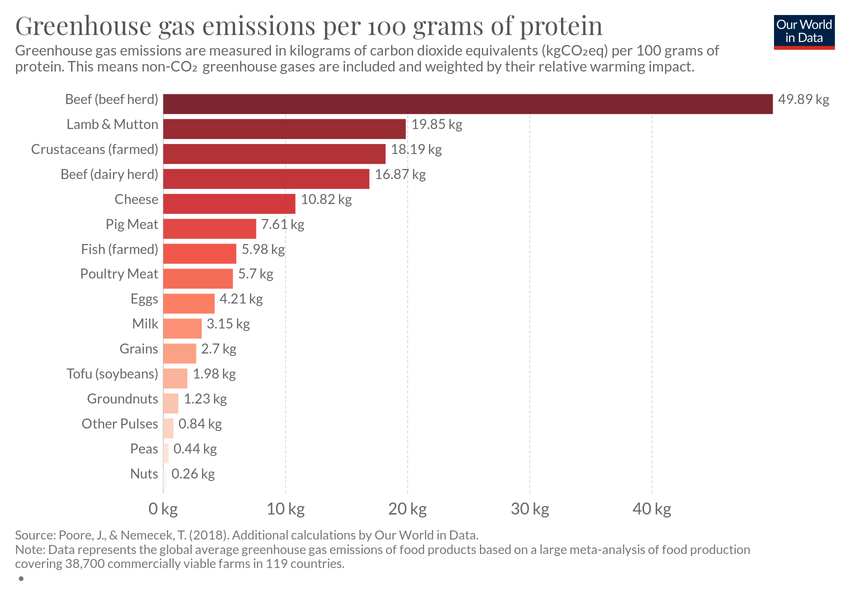 Greenhouse gas emissions per 100 grams of protein
Our World
in Data
Greenhouse gas emissions are measured in kilograms of carbon dioxide equivalents (kgCO₂eq) per 100 grams of
protein. This means non-CO₂ greenhouse gases are included and weighted by their relative warming impact.
Beef (beef herd) 49.89 kg
Lamb & Mutton 19.85 kg
Crustaceans (farmed) 18.19 kg
Beef (dairy herd) 16.87 kg
Cheese 10.82 kg
Pig Meat 7.61 kg
Fish (farmed) 5.98 kg
Poultry Meat 5.7 kg
Eggs 4.21 kg
Milk 3.15 kg
Grains 2.7 kg
Tofu (soybeans) 1.98 kg
Groundnuts 1.23 kg
Other Pulses 0.84 kg
Peas 0.44 kg
Nuts 0.26 kg
0 kg 10 kg 20 kg 30 kg 40 kg
Source: Poore, J., & Nemecek, T. (2018). Additional calculations by Our World in Data.
Note: Data represents the global average greenhouse gas emissions of food products based on a large meta-analysis of food production
covering 38,700 commercially viable farms in 119 countries.
•